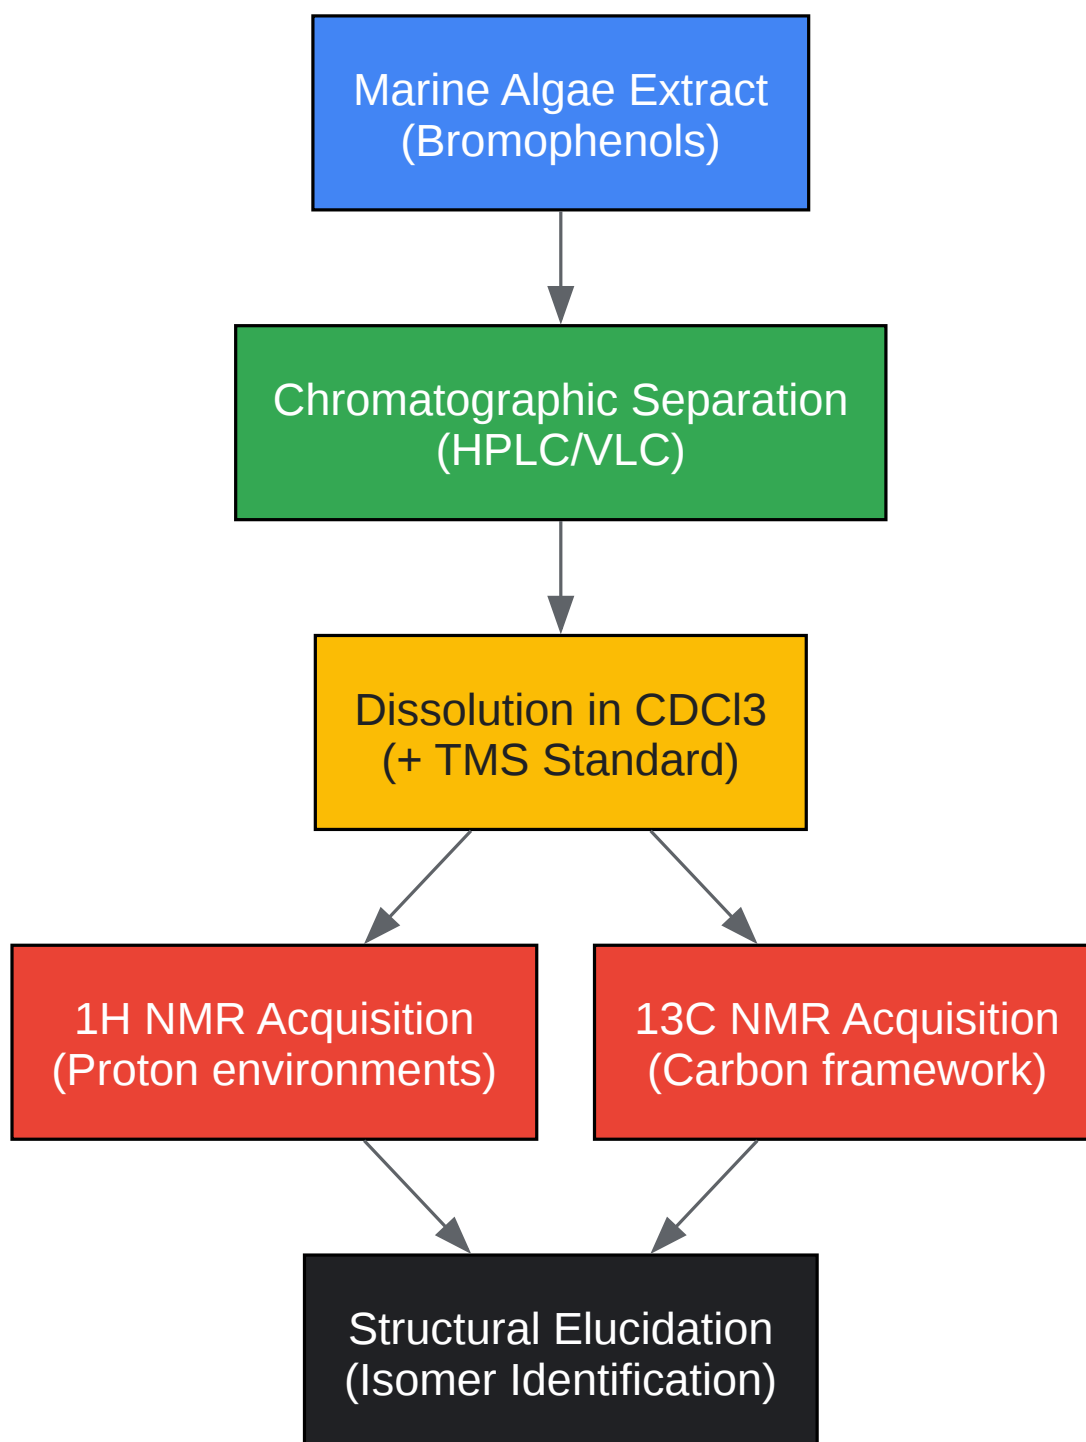 Marine Algae Extract
(Bromophenols)
Chromatographic Separation
(HPLC/VLC)
Dissolution in CDCl3
(+ TMS Standard)
1H NMR Acquisition
(Proton environments)
13C NMR Acquisition
(Carbon framework)
Structural Elucidation
(Isomer Identification)